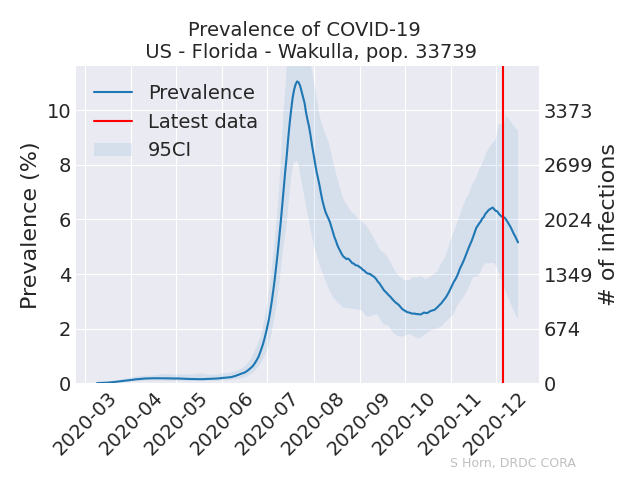 Prevalence of COVID-19
US - Florida - Wakulla, pop. 33739
Prevalence
Latest data
95CI
Prevalence (%)
10
8
6
4
2
0
3373
2699
2024
1349
674
0
# of infections
2020-03
2020-04
2020-05
2020-06
2020-07
2020-08
2020-09
2020-10
2020-11
2020-12
S Horn, DRDC CORA